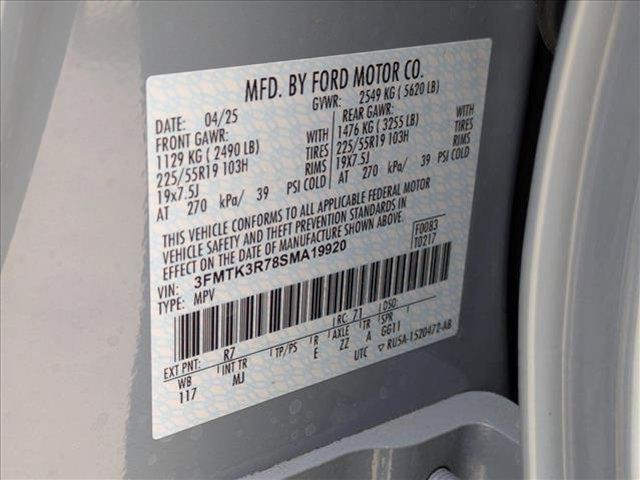 MFD. BY FORD MOTOR CO.
DATE: 04/25 GVWR: 2549 KG ( 5620 LB)
FRONT GAWR: REAR GAWR:
1129 KG ( 2490 LB) WITH 1476 KG ( 3255 LB) WITH
225/55R19 103H TIRES 225/55R19 103H TIRES
19x7.5J RIMS 19X7.5J RIMS
AT 270 kPa/ 39 PSI COLD AT 270 kPa/ 39 PSI COLD
THIS VEHICLE CONFORMS TO ALL APPLICABLE FEDERAL MOTOR
VEHICLE SAFETY AND THEFT PREVENTION STANDARDS IN
EFFECT ON THE DATE OF MANUFACTURE SHOWN ABOVE.
F0083
T0217
VIN: 3FMTK3R78SMA19920
TYPE: MPV
EXT PNT: R7 RC: 71 DSO:
WB INT TR TP/PS R AXLE TR SPR
117 MJ E ZZ A GG11
UTC ▽ RU5A-1520472-AB